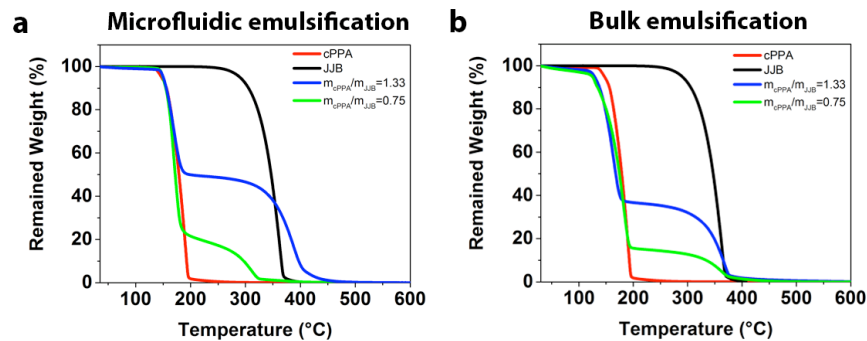 a Microfluidic emulsification
cPPA
JJB
mcPPA/mJJB=1.33
mcPPA/mJJB=0.75
Remained Weight (%)
100
80
60
40
20
0
100 200 300 400 500 600
Temperature (°C)
b Bulk emulsification
cPPA
JJB
mcPPA/mJJB=1.33
mcPPA/mJJB=0.75
Remained Weight (%)
100
80
60
40
20
0
100 200 300 400 500 600
Temperature (°C)